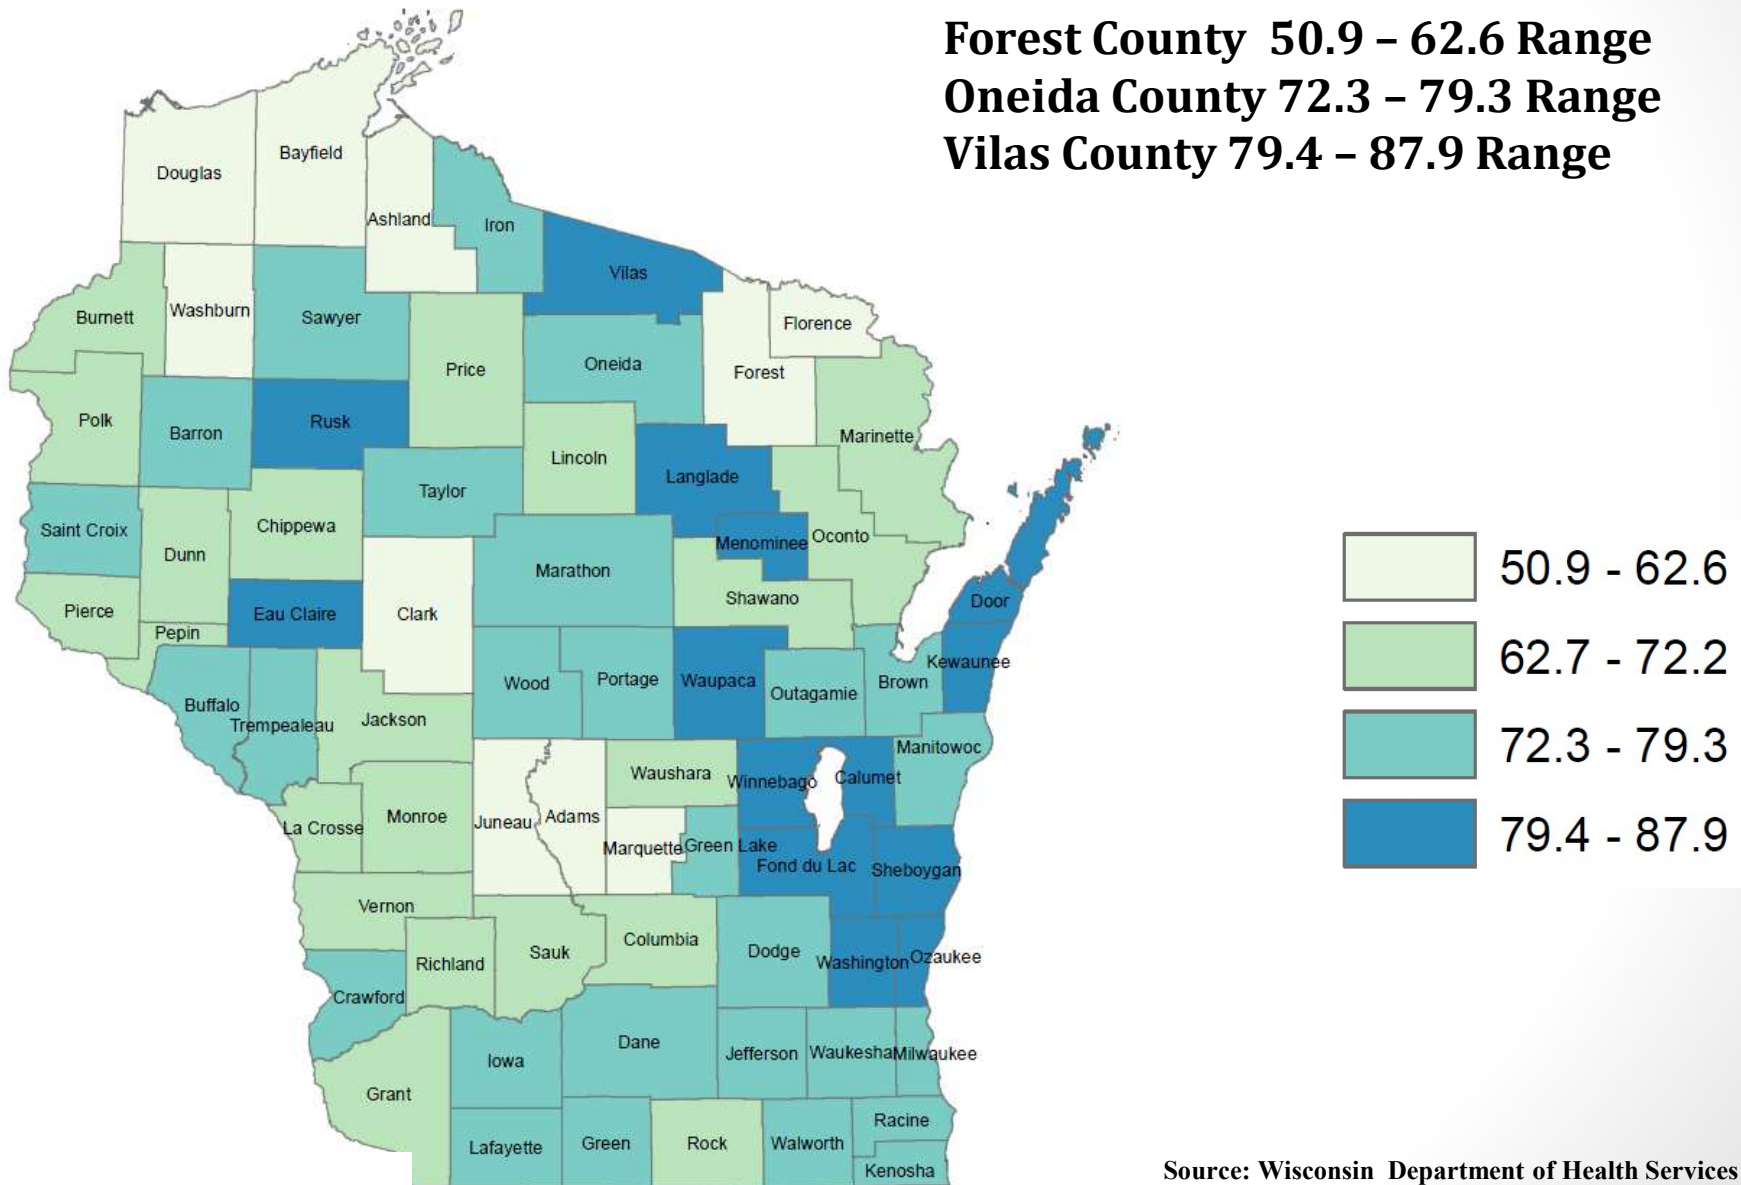 Forest County 50.9 – 62.6 Range
Oneida County 72.3 – 79.3 Range
Vilas County 79.4 – 87.9 Range
Douglas
Bayfield
Ashland
Iron
Vilas
Burnett
Washburn
Sawyer
Price
Oneida
Forest
Florence
Polk
Barron
Rusk
Lincoln
Langlade
Marinette
Saint Croix
Dunn
Chippewa
Taylor
Marathon
Menominee
Oconto
Pierce
Pepin
Eau Claire
Clark
Shawano
Door
Kewaunee
Buffalo
Trempealeau
Jackson
Wood
Portage
Waupaca
Outagamie
Brown
Manitowoc
La Crosse
Monroe
Juneau
Adams
Waushara
Marquette
Green Lake
Winnebago
Calumet
Fond du Lac
Sheboygan
Vernon
Richland
Sauk
Columbia
Dodge
Washington
Ozaukee
Crawford
Grant
Iowa
Dane
Jefferson
Waukesha
Milwaukee
Lafayette
Green
Rock
Walworth
Racine
Kenosha
50.9 - 62.6
62.7 - 72.2
72.3 - 79.3
79.4 - 87.9
Source: Wisconsin Department of Health Services